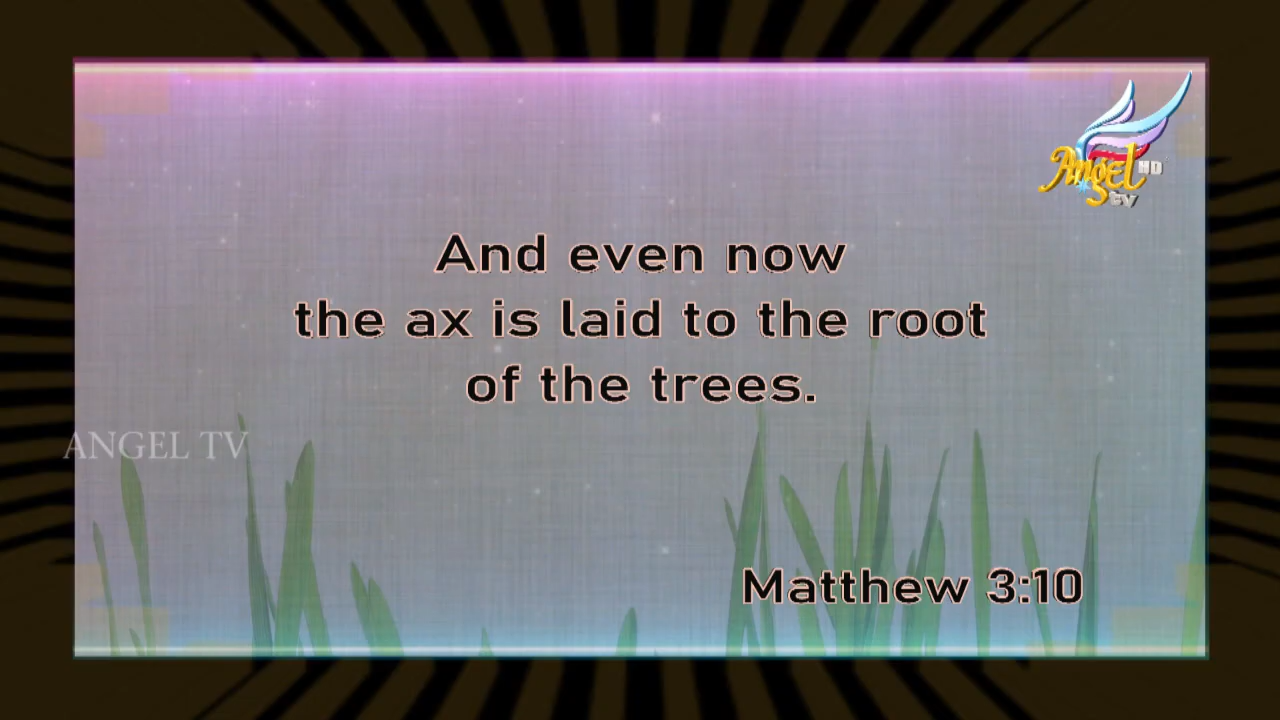 Angel HD
tv
And even now
the ax is laid to the root
of the trees.
ANGEL TV
Matthew 3:10